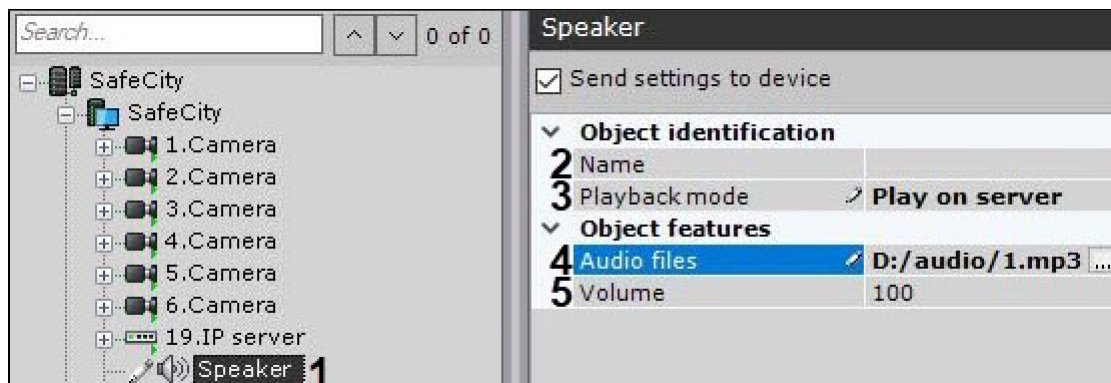 Search...
0 of 0
SafeCity
SafeCity
1.Camera
2.Camera
3.Camera
4.Camera
5.Camera
6.Camera
19.IP server
Speaker 1
Speaker
Send settings to device
Object identification
2 Name
3 Playback mode Play on server
Object features
4 Audio files D:/audio/1.mp3 ...
5 Volume 100